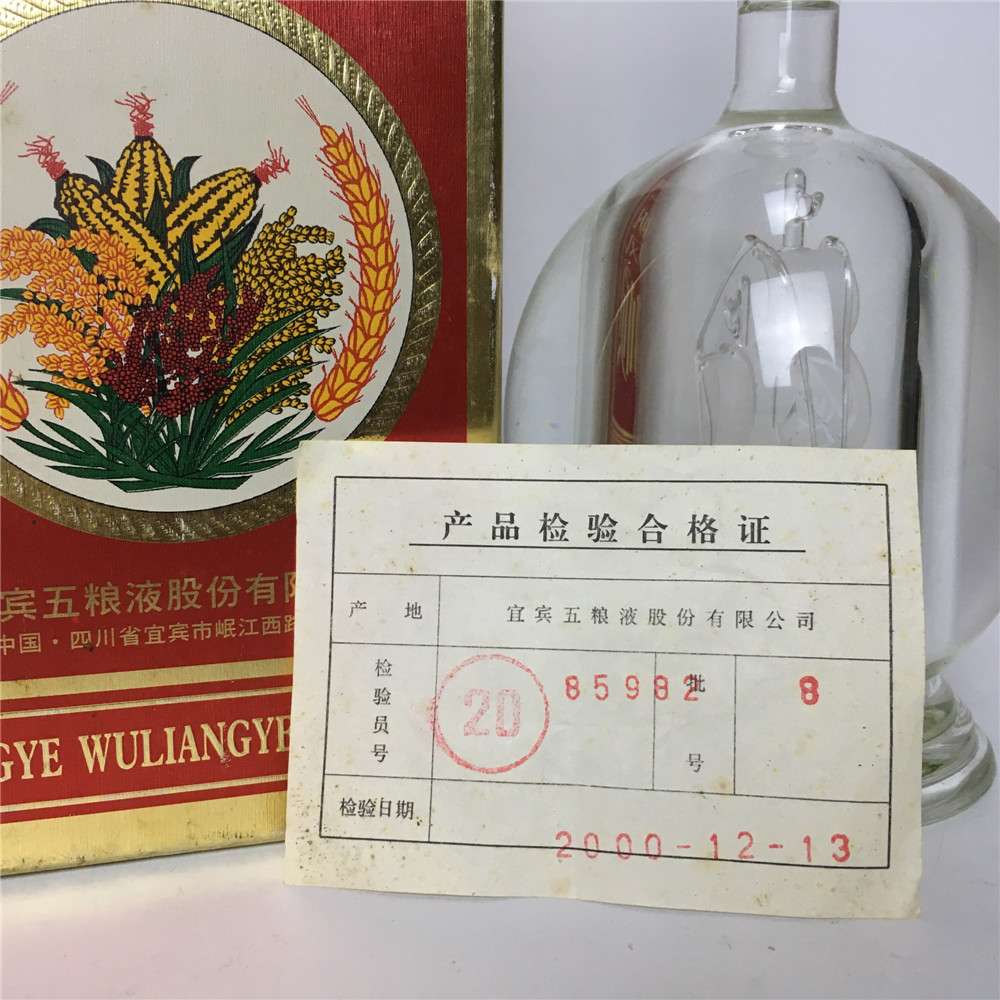 宾五粮液股份有限
中国·四川省宜宾市岷江西路
GYE WULIANGYE
产品检验合格证
产 地 宜宾五粮液股份有限公司
检验员号 20 85982 批号 8
检验日期 2000-12-13